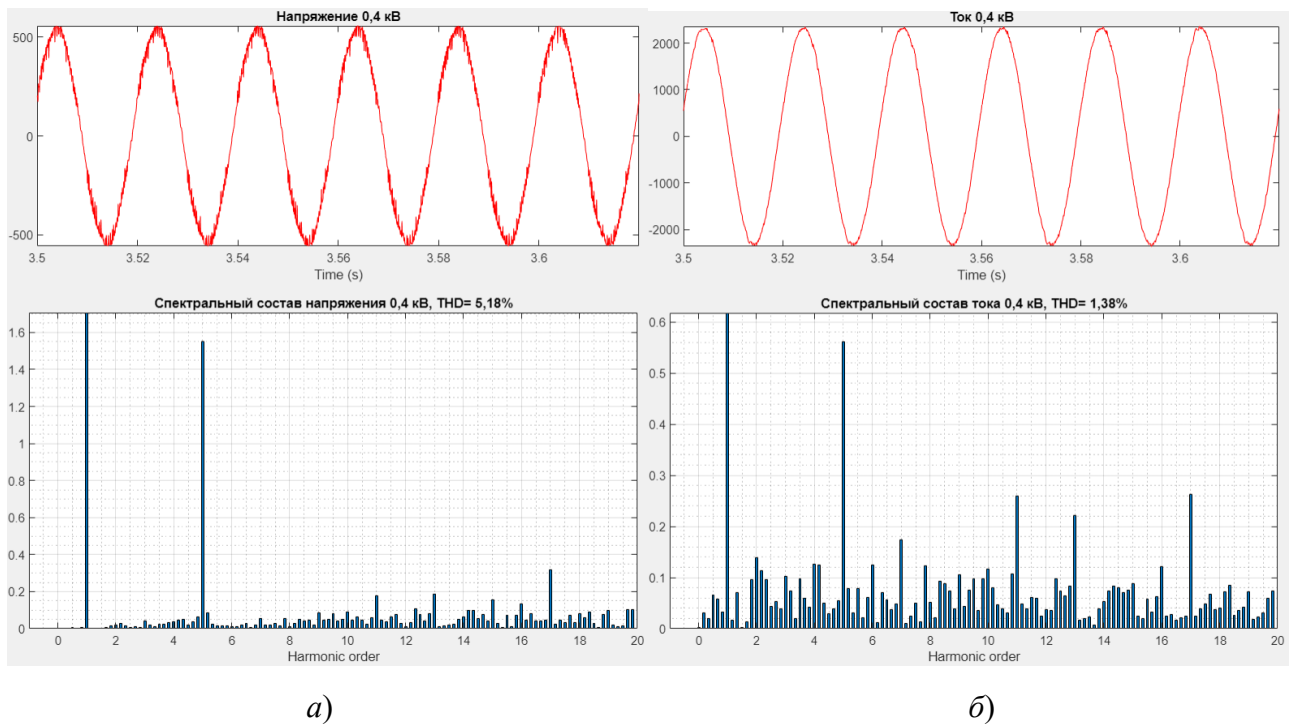 Напряжение 0,4 кВ
500
0
-500
3.5 3.52 3.54 3.56 3.58 3.6
Time (s)
Ток 0,4 кВ
2000
1000
0
-1000
-2000
3.5 3.52 3.54 3.56 3.58 3.6
Time (s)
Спектральный состав напряжения 0,4 кВ, THD= 5,18%
1.6
1.4
1.2
1
0.8
0.6
0.4
0.2
0
0 2 4 6 8 10 12 14 16 18 20
Harmonic order
Спектральный состав тока 0,4 кВ, THD= 1,38%
0.6
0.5
0.4
0.3
0.2
0.1
0
0 2 4 6 8 10 12 14 16 18 20
Harmonic order
а) б)